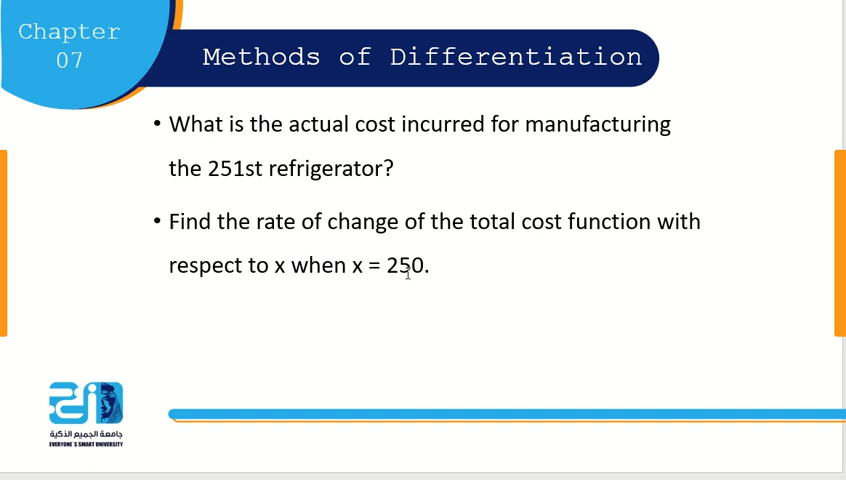 Chapter
07
Methods of Differentiation
• What is the actual cost incurred for manufacturing
the 251st refrigerator?
• Find the rate of change of the total cost function with
respect to x when x = 250.
جامعة الجميع الذكية
EVERYONE'S SMART UNIVERSITY